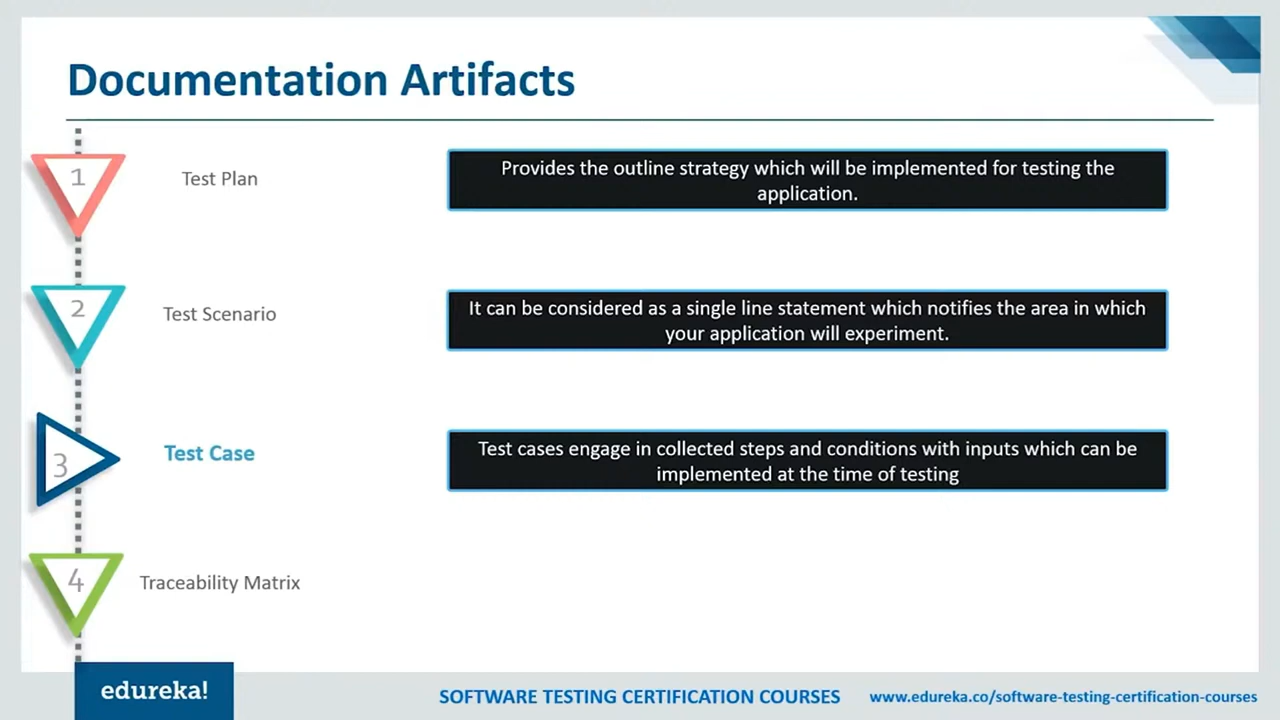 Documentation Artifacts
1
Test Plan
Provides the outline strategy which will be implemented for testing the
application.
2
Test Scenario
It can be considered as a single line statement which notifies the area in which
your application will experiment.
3
Test Case
Test cases engage in collected steps and conditions with inputs which can be
implemented at the time of testing
4
Traceability Matrix
edureka!
SOFTWARE TESTING CERTIFICATION COURSES
www.edureka.co/software-testing-certification-courses